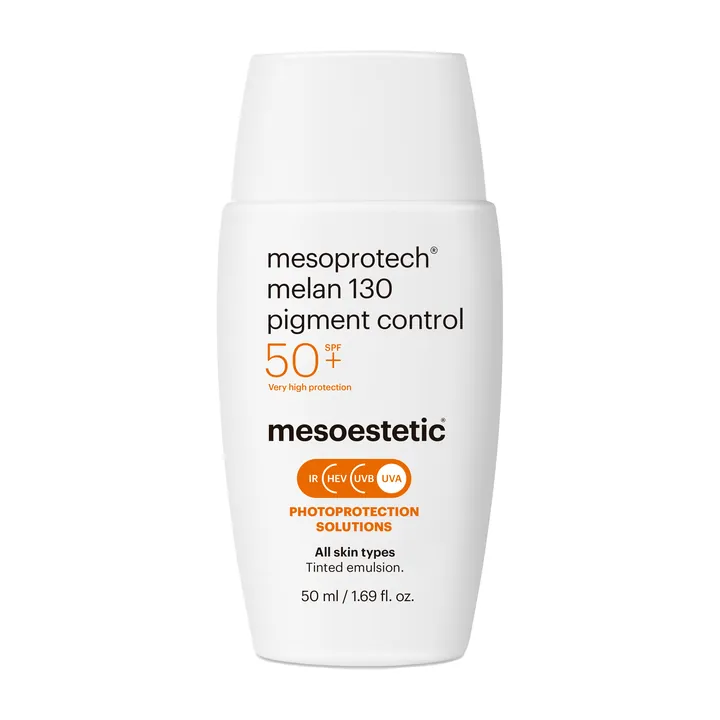 mesoprotech®
melan 130
pigment control
50+ SPF
Very high protection
mesoestetic®
IR HEV UVB UVA
PHOTOPROTECTION
SOLUTIONS
All skin types
Tinted emulsion.
50 ml / 1.69 fl. oz.